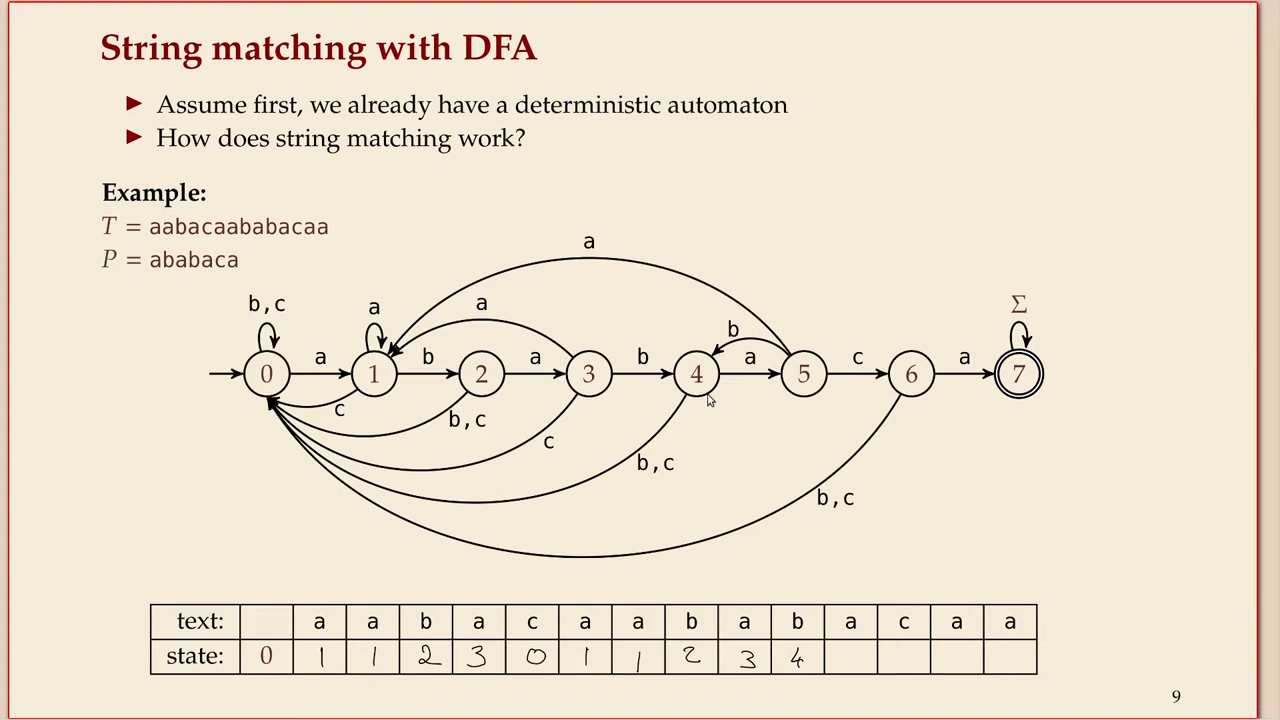 String matching with DFA
▶ Assume first, we already have a deterministic automaton
▶ How does string matching work?
Example:
T = aabacaababacaa
P = ababaca
a
b,c a a b Σ
0 a 1 b 2 a 3 b 4 a 5 c 6 a 7
c b,c c b,c b,c
text: a a b a c a a b a b a c a a
state: 0 1 1 2 3 0 1 1 2 3 4
9